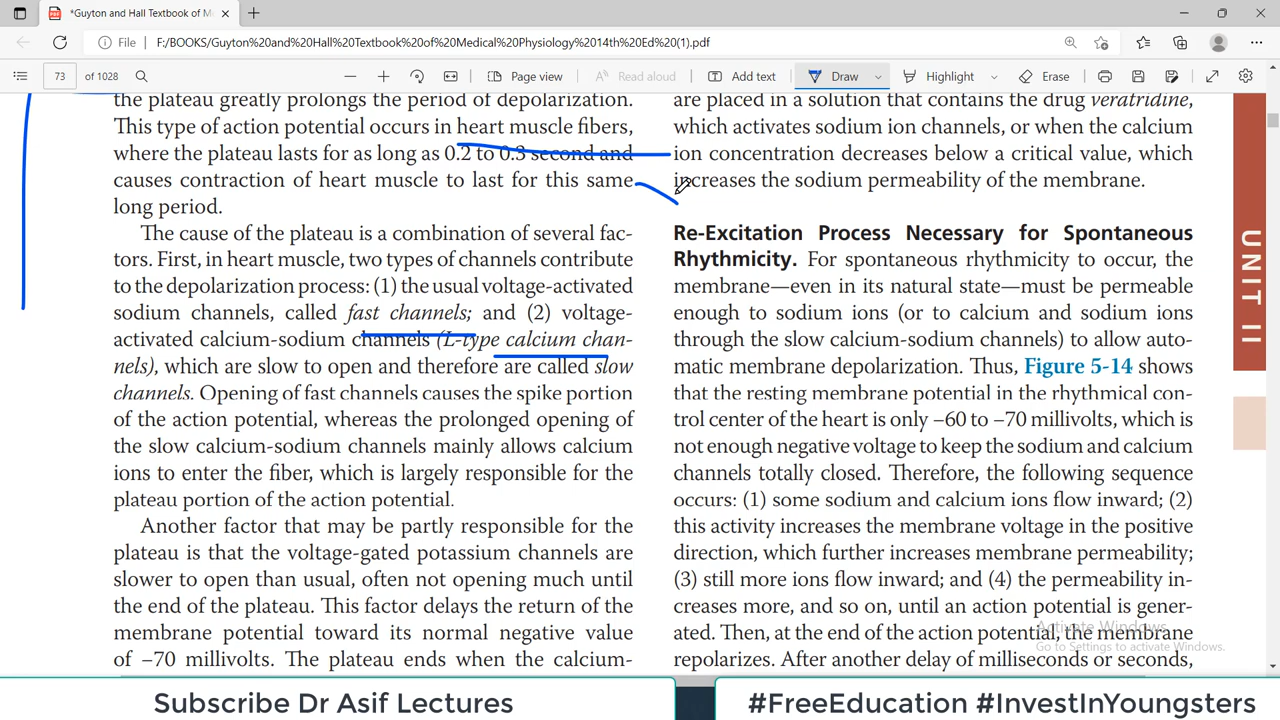 *Guyton and Hall Textbook of M
File
F:/BOOKS/Guyton%20and%20Hall%20Textbook%20of%20Medical%20Physiology%2014th%20Ed%20(1).pdf
73 of 1028
Page view
Read aloud
Add text
Draw
Highlight
Erase
the plateau greatly prolongs the period of depolarization.
This type of action potential occurs in heart muscle fibers,
where the plateau lasts for as long as 0.2 to 0.3 second and
causes contraction of heart muscle to last for this same
long period.
The cause of the plateau is a combination of several fac-
tors. First, in heart muscle, two types of channels contribute
to the depolarization process: (1) the usual voltage-activated
sodium channels, called fast channels; and (2) voltage-
activated calcium-sodium channels (L-type calcium chan-
nels), which are slow to open and therefore are called slow
channels. Opening of fast channels causes the spike portion
of the action potential, whereas the prolonged opening of
the slow calcium-sodium channels mainly allows calcium
ions to enter the fiber, which is largely responsible for the
plateau portion of the action potential.
Another factor that may be partly responsible for the
plateau is that the voltage-gated potassium channels are
slower to open than usual, often not opening much until
the end of the plateau. This factor delays the return of the
membrane potential toward its normal negative value
of –70 millivolts. The plateau ends when the calcium-
are placed in a solution that contains the drug veratridine,
which activates sodium ion channels, or when the calcium
ion concentration decreases below a critical value, which
increases the sodium permeability of the membrane.
Re-Excitation Process Necessary for Spontaneous
Rhythmicity. For spontaneous rhythmicity to occur, the
membrane—even in its natural state—must be permeable
enough to sodium ions (or to calcium and sodium ions
through the slow calcium-sodium channels) to allow auto-
matic membrane depolarization. Thus, Figure 5-14 shows
that the resting membrane potential in the rhythmical con-
trol center of the heart is only –60 to –70 millivolts, which is
not enough negative voltage to keep the sodium and calcium
channels totally closed. Therefore, the following sequence
occurs: (1) some sodium and calcium ions flow inward; (2)
this activity increases the membrane voltage in the positive
direction, which further increases membrane permeability;
(3) still more ions flow inward; and (4) the permeability in-
creases more, and so on, until an action potential is gener-
ated. Then, at the end of the action potential, the membrane
repolarizes. After another delay of milliseconds or seconds,
UNIT II
Activate Windows
Go to Settings to activate Windows.
Subscribe Dr Asif Lectures
#FreeEducation #InvestInYoungsters